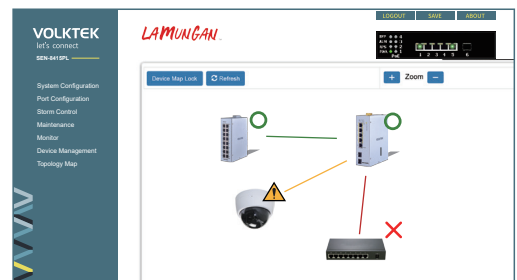 LOGOUT SAVE ABOUT
VOLKTEK
let's connect
SEN-8415PL
LAMUNGAN
PoE
1 2 3 4 5 6
Device Map Lock
Refresh
+ Zoom −
System Configuration
Port Configuration
Storm Control
Maintenance
Monitor
Device Management
Topology Map